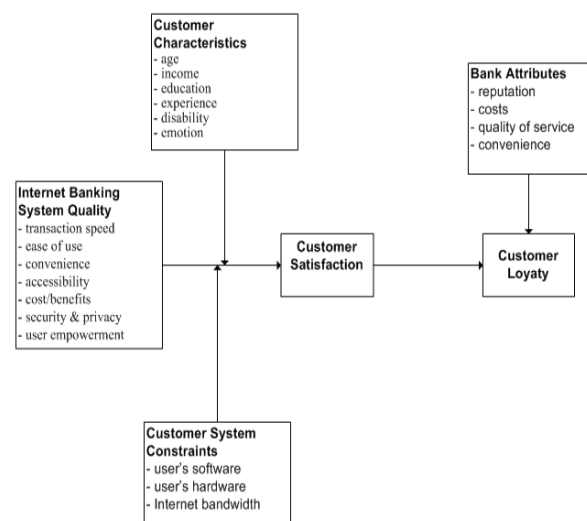 Customer
Characteristics
- age
- income
- education
- experience
- disability
- emotion
Bank Attributes
- reputation
- costs
- quality of service
- convenience
Internet Banking
System Quality
- transaction speed
- ease of use
- convenience
- accessibility
- cost/benefits
- security & privacy
- user empowerment
Customer
Satisfaction
Customer
Loyaty
Customer System
Constraints
- user's software
- user's hardware
- Internet bandwidth